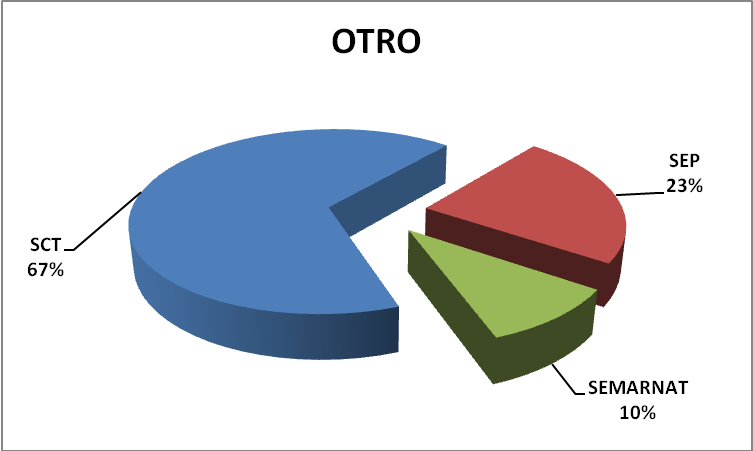 OTRO
SEP
23%
SCT
67%
SEMARNAT
10%